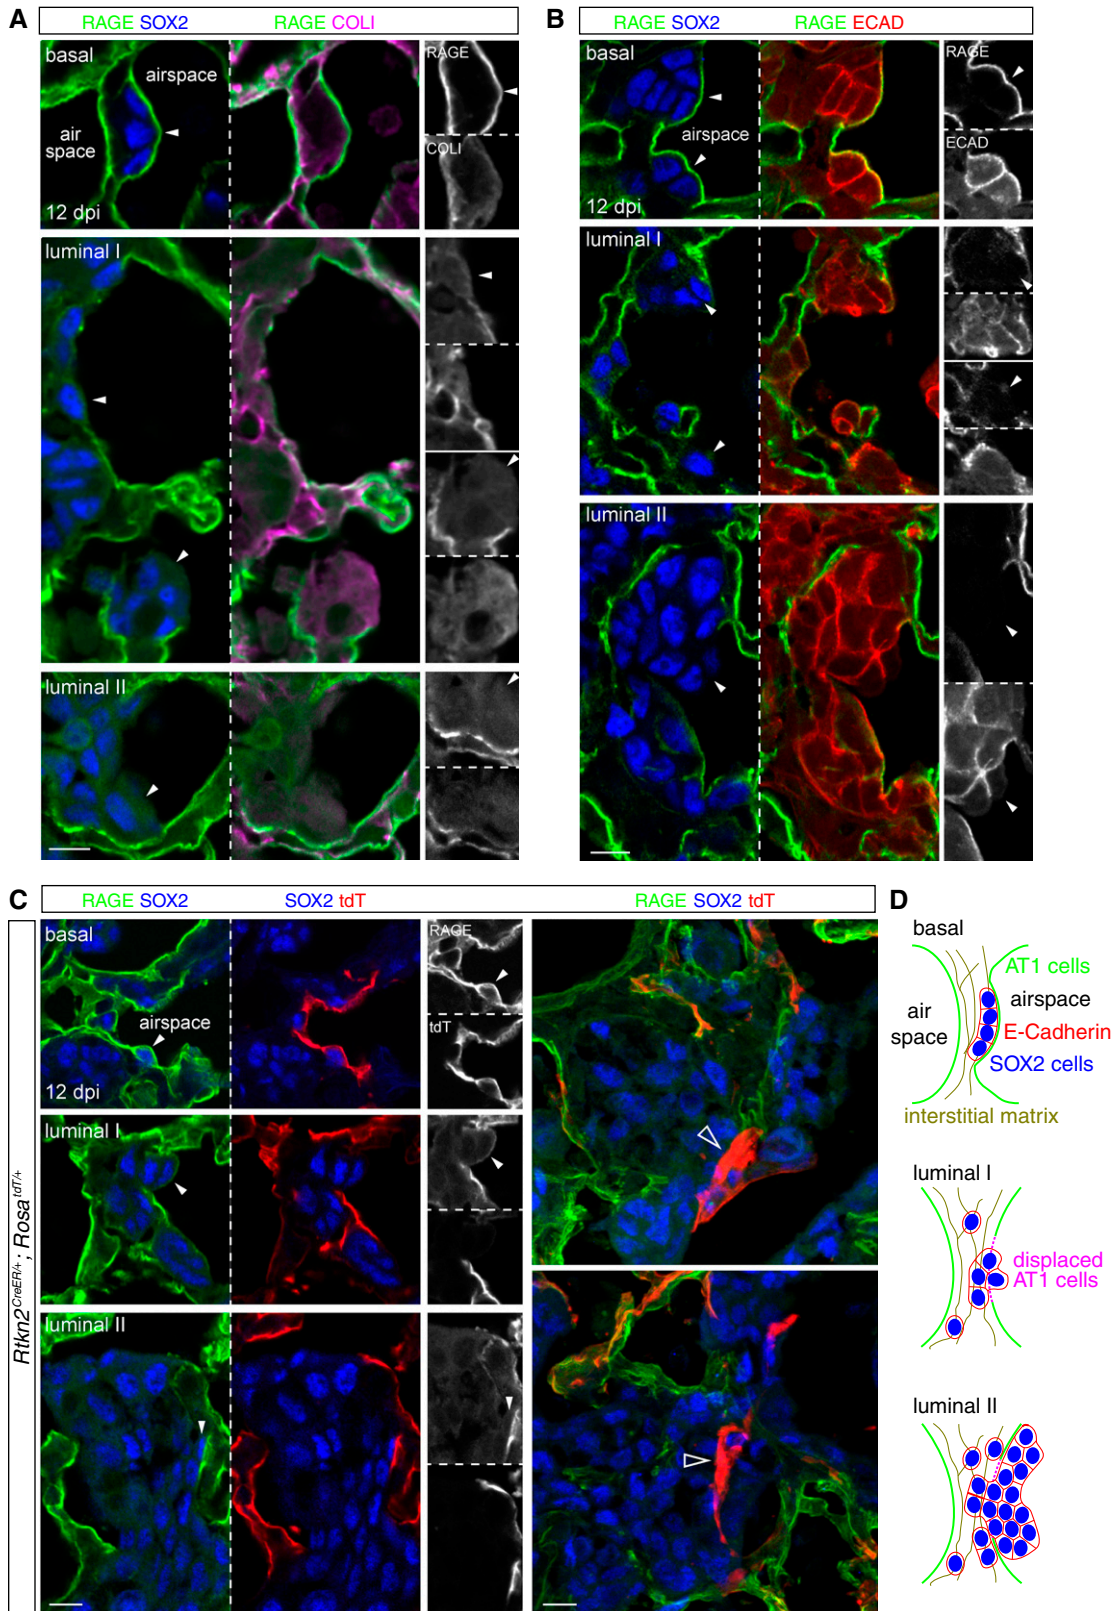 A
RAGE SOX2
RAGE COLI
basal
airspace
air
space
12 dpi
RAGE
COLI
luminal I
luminal II
B
RAGE SOX2
RAGE ECAD
basal
airspace
12 dpi
RAGE
ECAD
luminal I
luminal II
C
RAGE SOX2
SOX2 tdT
RAGE SOX2 tdT
Rtkn2CreER/+; RosatdT/+
basal
airspace
12 dpi
RAGE
tdT
luminal I
luminal II
D
basal
AT1 cells
air
space
airspace
E-Cadherin
SOX2 cells
interstitial matrix
luminal I
displaced
AT1 cells
luminal II